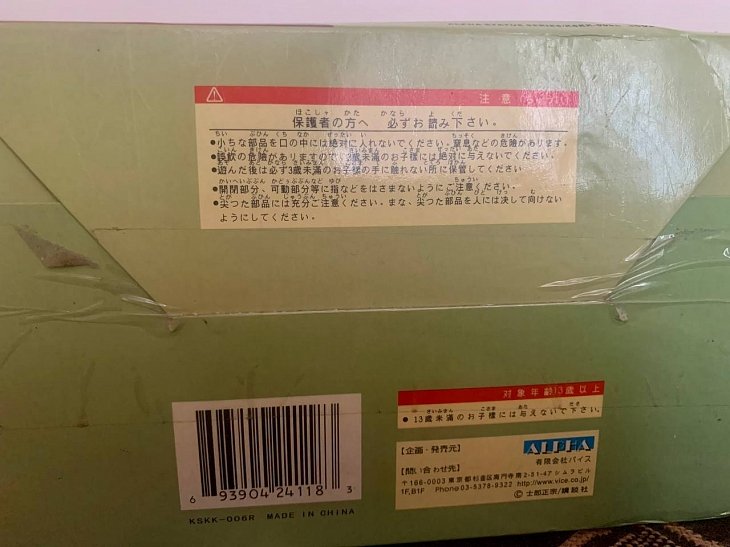 ALPHA STATUS SERIES/KSKK-006
注意
保護者の方へ 必ずお読み下さい。
●小ちな部品を口の中には絶対に入れないでください。窒息などの危険があります。
●誤飲の危険がありますので、3歳未満のお子様には絶対に与えないでください。
●遊んだ後は必ず3歳未満のお子様の手に触れない所に保管してください
●開閉部分、可動部分等に指などをはさまないようにご注意ください。
●尖つた部品には充分ご注意ください。まな、尖つた部品を人には決して向けない
ようにしてください。
対象年齢13歳以上
●13歳未満のお子様には与えないで下さい。
【企画・発売元】
ALPHA
有限会社バイス
【問い合わせ先】
〒166-0003 東京都杉並区高円寺南2-51-47 シムラビル
1F,B1F Phone 03-5378-9322 http://www.vice.co.jp/
© 士郎正宗/講談社
6 93904 24118 3
KSKK-006R MADE IN CHINA